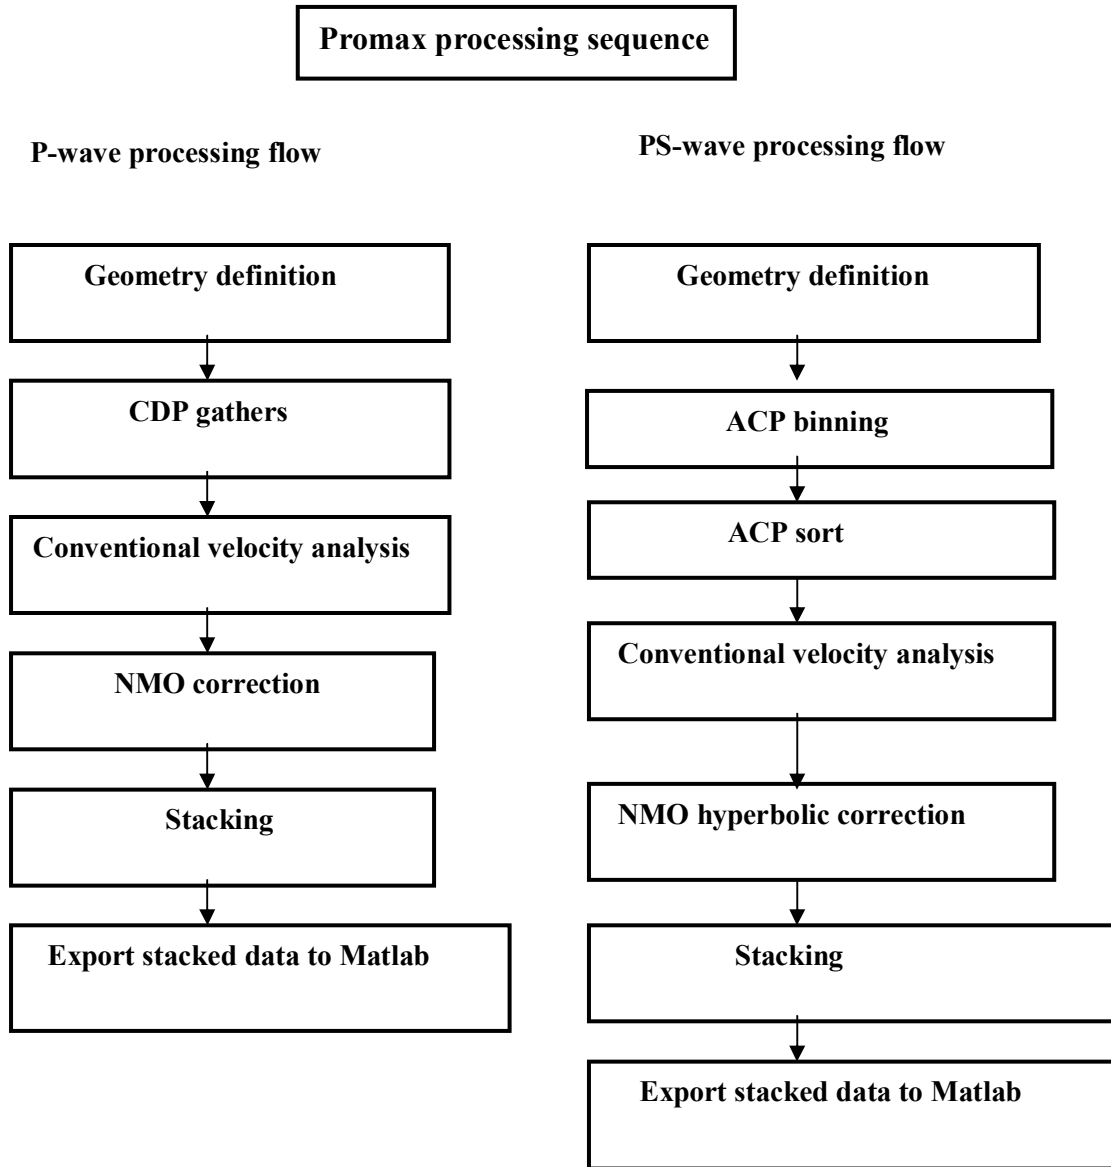 Promax processing sequence
P-wave processing flow
PS-wave processing flow
Geometry definition
CDP gathers
Conventional velocity analysis
NMO correction
Stacking
Export stacked data to Matlab
Geometry definition
ACP binning
ACP sort
Conventional velocity analysis
NMO hyperbolic correction
Stacking
Export stacked data to Matlab